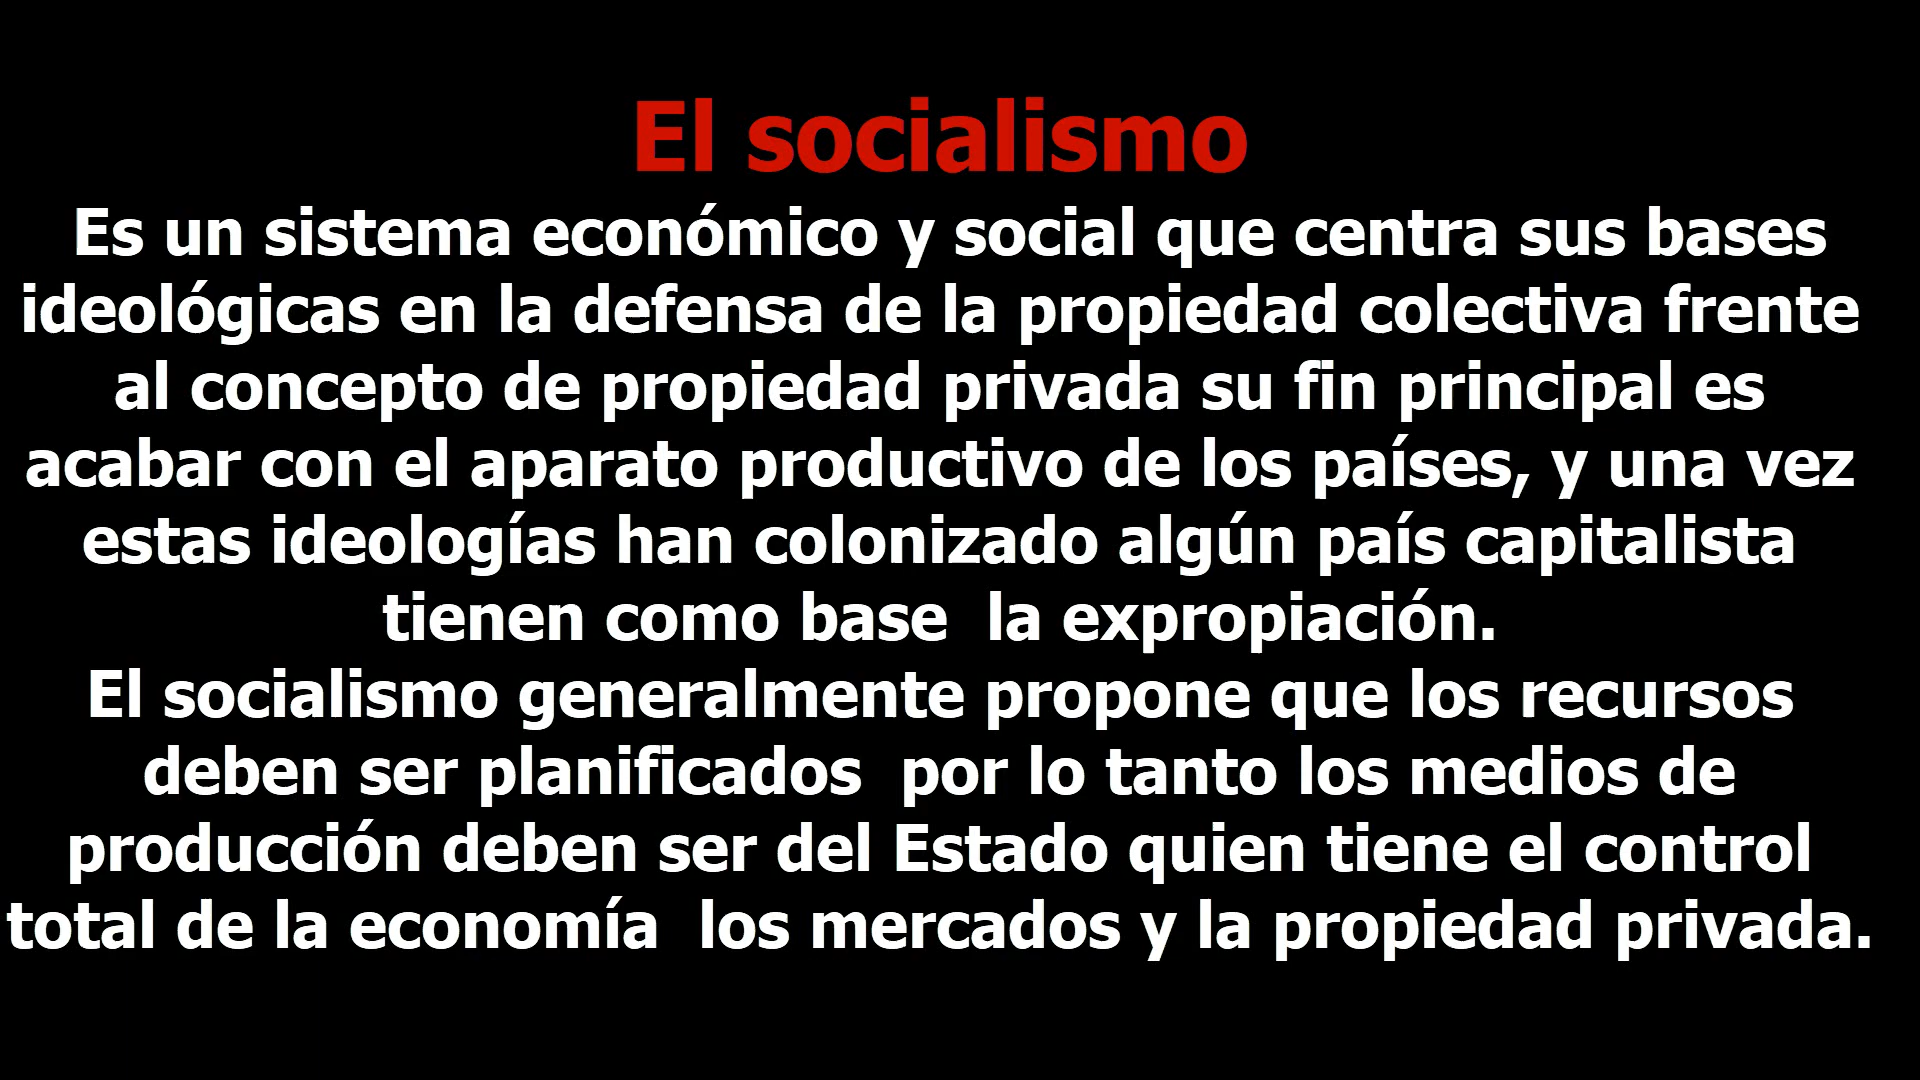 El socialismo
Es un sistema económico y social que centra sus bases
ideológicas en la defensa de la propiedad colectiva frente
al concepto de propiedad privada su fin principal es
acabar con el aparato productivo de los países, y una vez
estas ideologías han colonizado algún país capitalista
tienen como base  la expropiación.
El socialismo generalmente propone que los recursos
deben ser planificados  por lo tanto los medios de
producción deben ser del Estado quien tiene el control
total de la economía  los mercados y la propiedad privada.